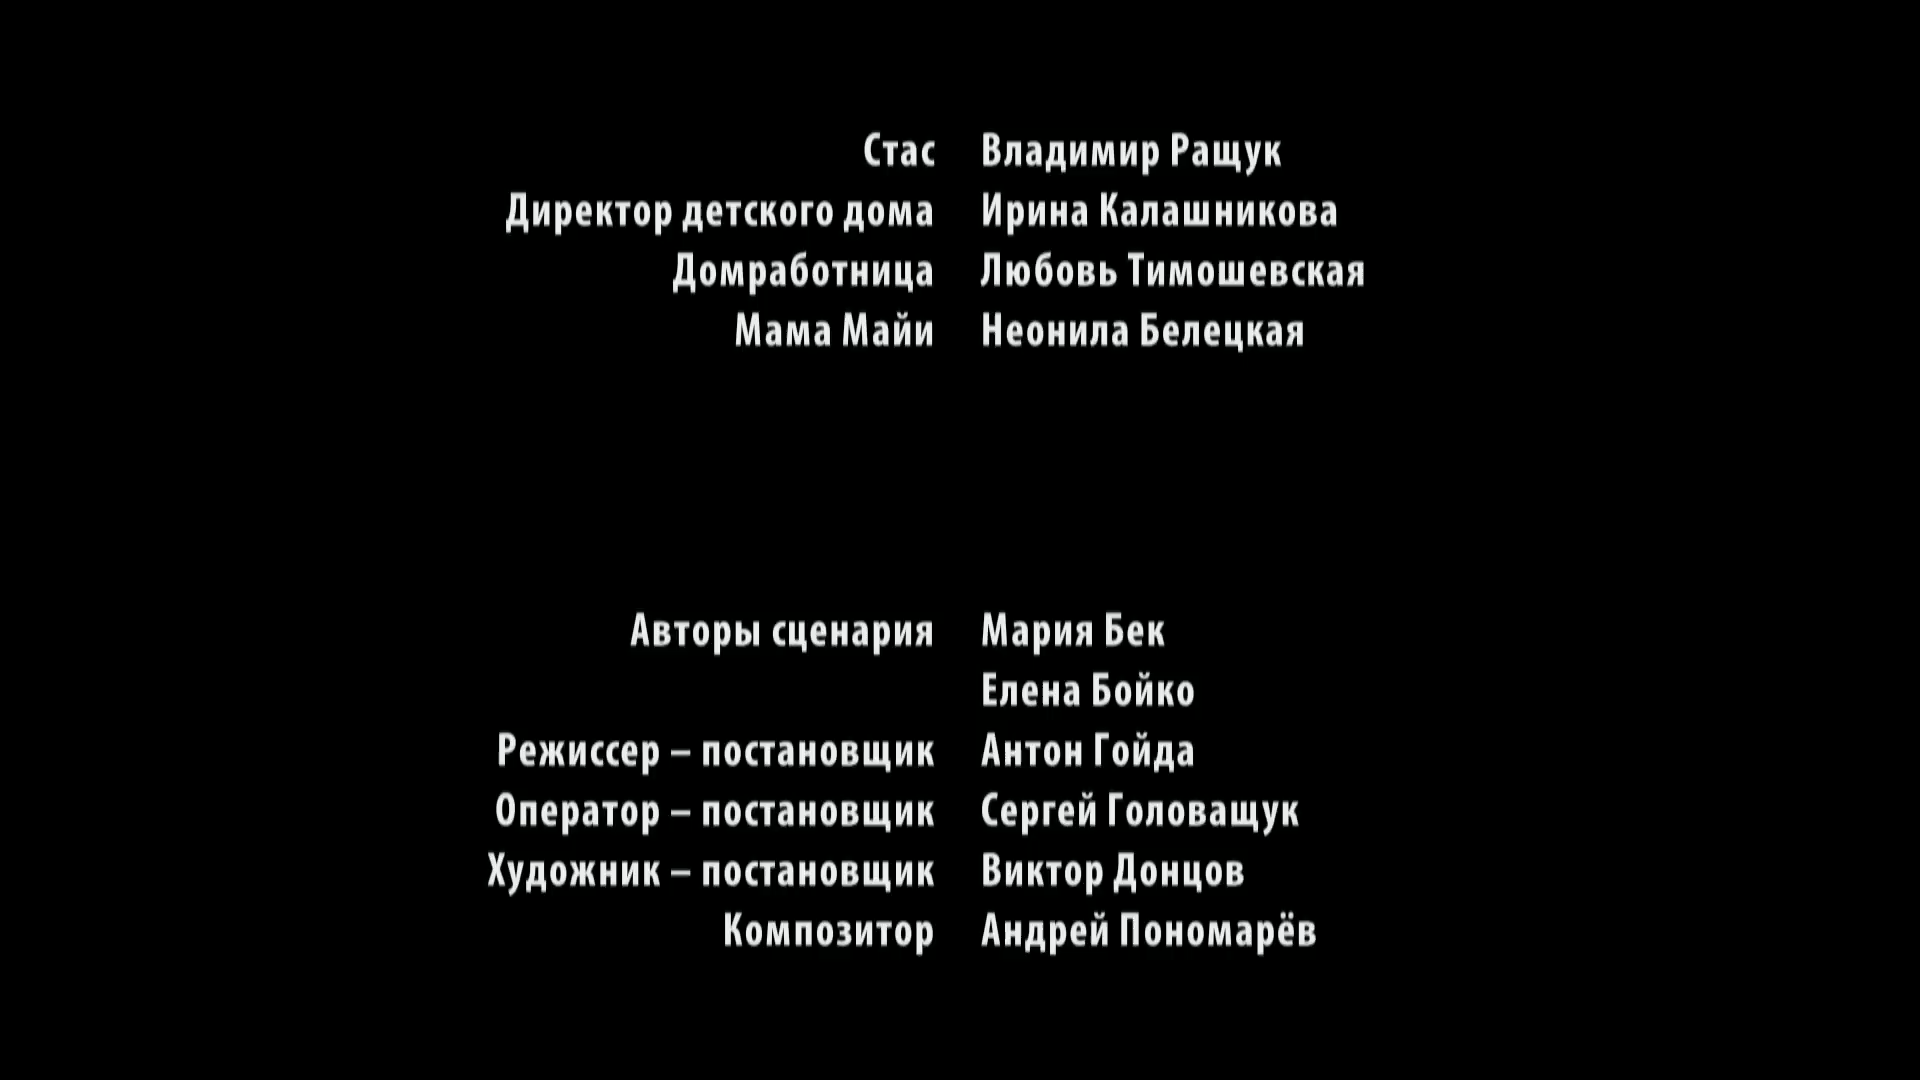 Стас Владимир Ращук
Директор детского дома Ирина Калашникова
Домработница Любовь Тимошевская
Мама Майи Неонила Белецкая
Авторы сценария Мария Бек
Елена Бойко
Режиссер – постановщик Антон Гойда
Оператор – постановщик Сергей Головащук
Художник – постановщик Виктор Донцов
Композитор Андрей Пономарёв